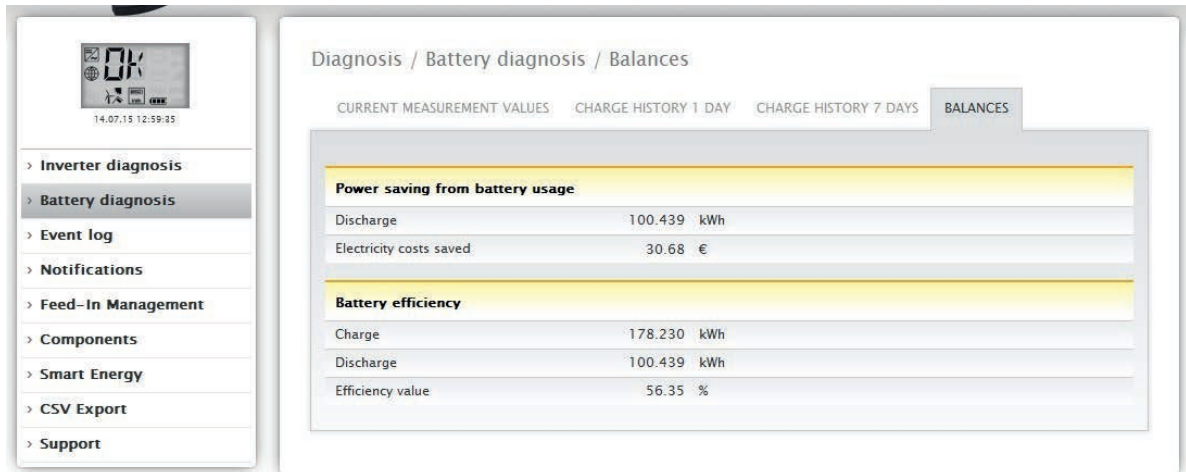 OK
14.07.15 12:59:35
› Inverter diagnosis
› Battery diagnosis
› Event log
› Notifications
› Feed-In Management
› Components
› Smart Energy
› CSV Export
› Support
Diagnosis / Battery diagnosis / Balances
CURRENT MEASUREMENT VALUES CHARGE HISTORY 1 DAY CHARGE HISTORY 7 DAYS BALANCES
Power saving from battery usage
Discharge 100.439 kWh
Electricity costs saved 30.68 €
Battery efficiency
Charge 178.230 kWh
Discharge 100.439 kWh
Efficiency value 56.35 %